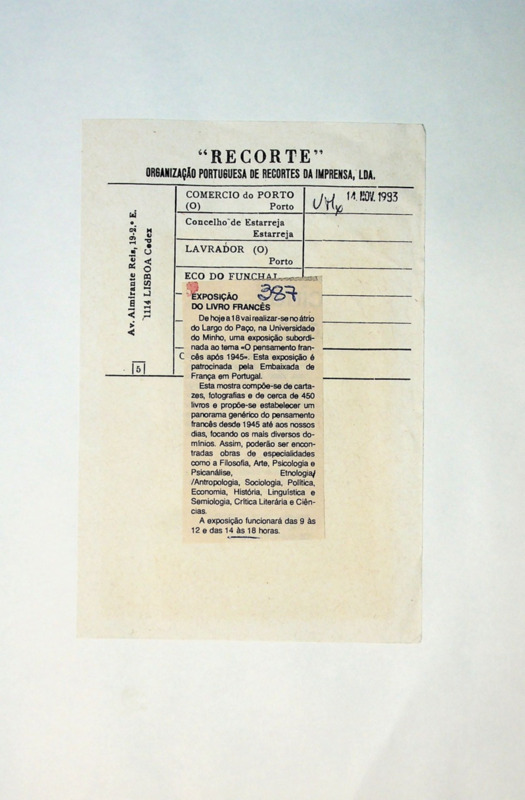 "RECORTE"
ORGANIZAÇÃO PORTUGUESA DE RECORTES DA IMPRENSA, LDA.
Av. Almirante Reis, 19-2.º E.
1114 LISBOA Codex
5
COMERCIO do PORTO
(O) Porto
14. NOV. 1993
Concelho de Estarreja
Estarreja
LAVRADOR (O)
Porto
ECO DO FUNCHAL
387
EXPOSIÇÃO
DO LIVRO FRANCÊS
De hoje a 18 vai realizar-se no átrio
do Largo do Paço, na Universidade
do Minho, uma exposição subordi-
nada ao tema «O pensamento fran-
cês após 1945». Esta exposição é
patrocinada pela Embaixada de
França em Portugal.
Esta mostra compõe-se de carta-
zes, fotografias e de cerca de 450
livros e propõe-se estabelecer um
panorama genérico do pensamento
francês desde 1945 até aos nossos
dias, focando os mais diversos do-
mínios. Assim, poderão ser encon-
tradas obras de especialidades
como a Filosofia, Arte, Psicologia e
Psicanálise, Etnologia/
/Antropologia, Sociologia, Política,
Economia, História, Linguística e
Semiologia, Crítica Literária e Ciên-
cias.
A exposição funcionará das 9 às
12 e das 14 às 18 horas.